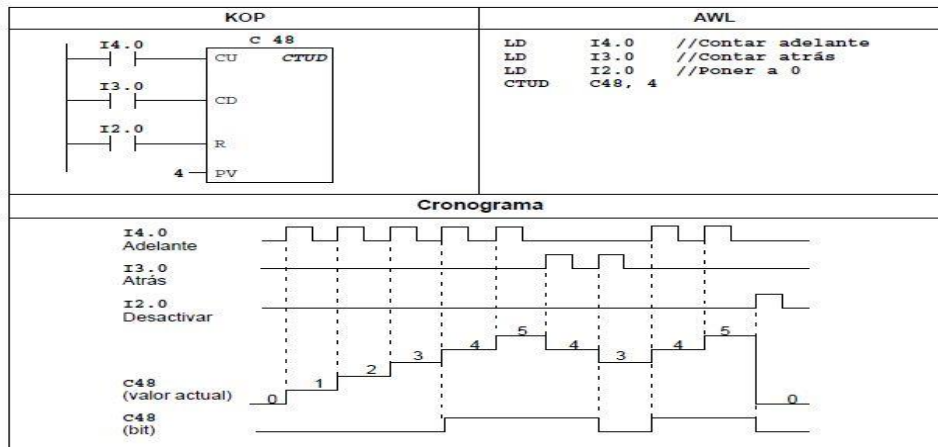 KOP
AWL
I4.0
C 48
CU CTUD
I3.0
CD
I2.0
R
4 PV
LD I4.0 //Contar adelante
LD I3.0 //Contar atrás
LD I2.0 //Poner a 0
CTUD C48, 4
Cronograma
I4.0
Adelante
I3.0
Atrás
I2.0
Desactivar
C48
(valor actual)
0 1 2 3 4 5 4 3 4 5 0
C48
(bit)